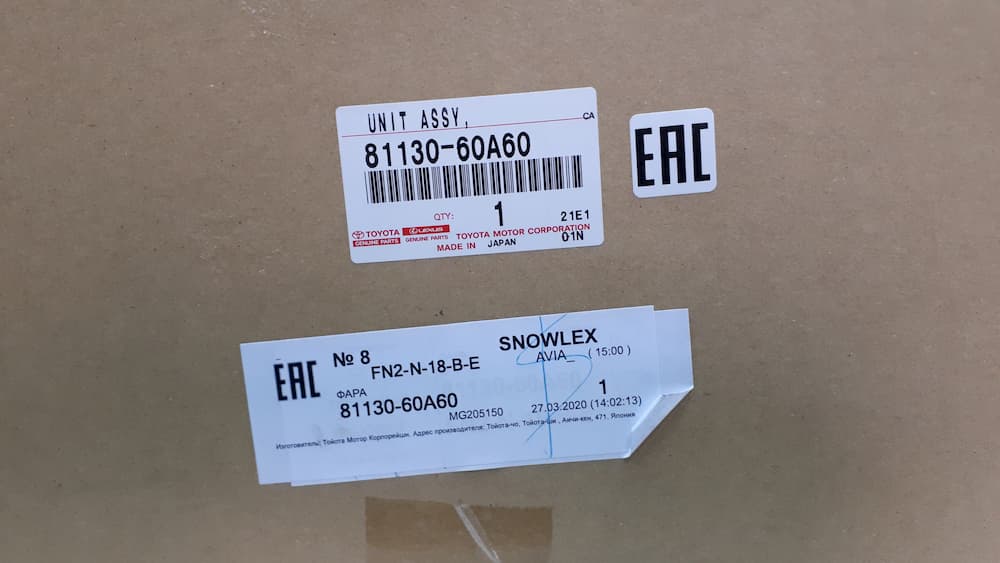 UNIT ASSY,
CA
81130-60A60
QTY: 1
21E1
TOYOTA GENUINE PARTS
LEXUS GENUINE PARTS
TOYOTA MOTOR CORPORATION
01N
MADE IN JAPAN
EAC
EAC
№ 8
FN2-N-18-B-E
SNOWLEX
AVIA_ (15:00)
ФАРА
81130-60A60
MG205150
1
27.03.2020 (14:02:13)
Изготовитель: Тойота Мотор Корпорейшн. Адрес производителя: Тойота-чо, Тойота-ши , Аичи-кен, 471. Япония